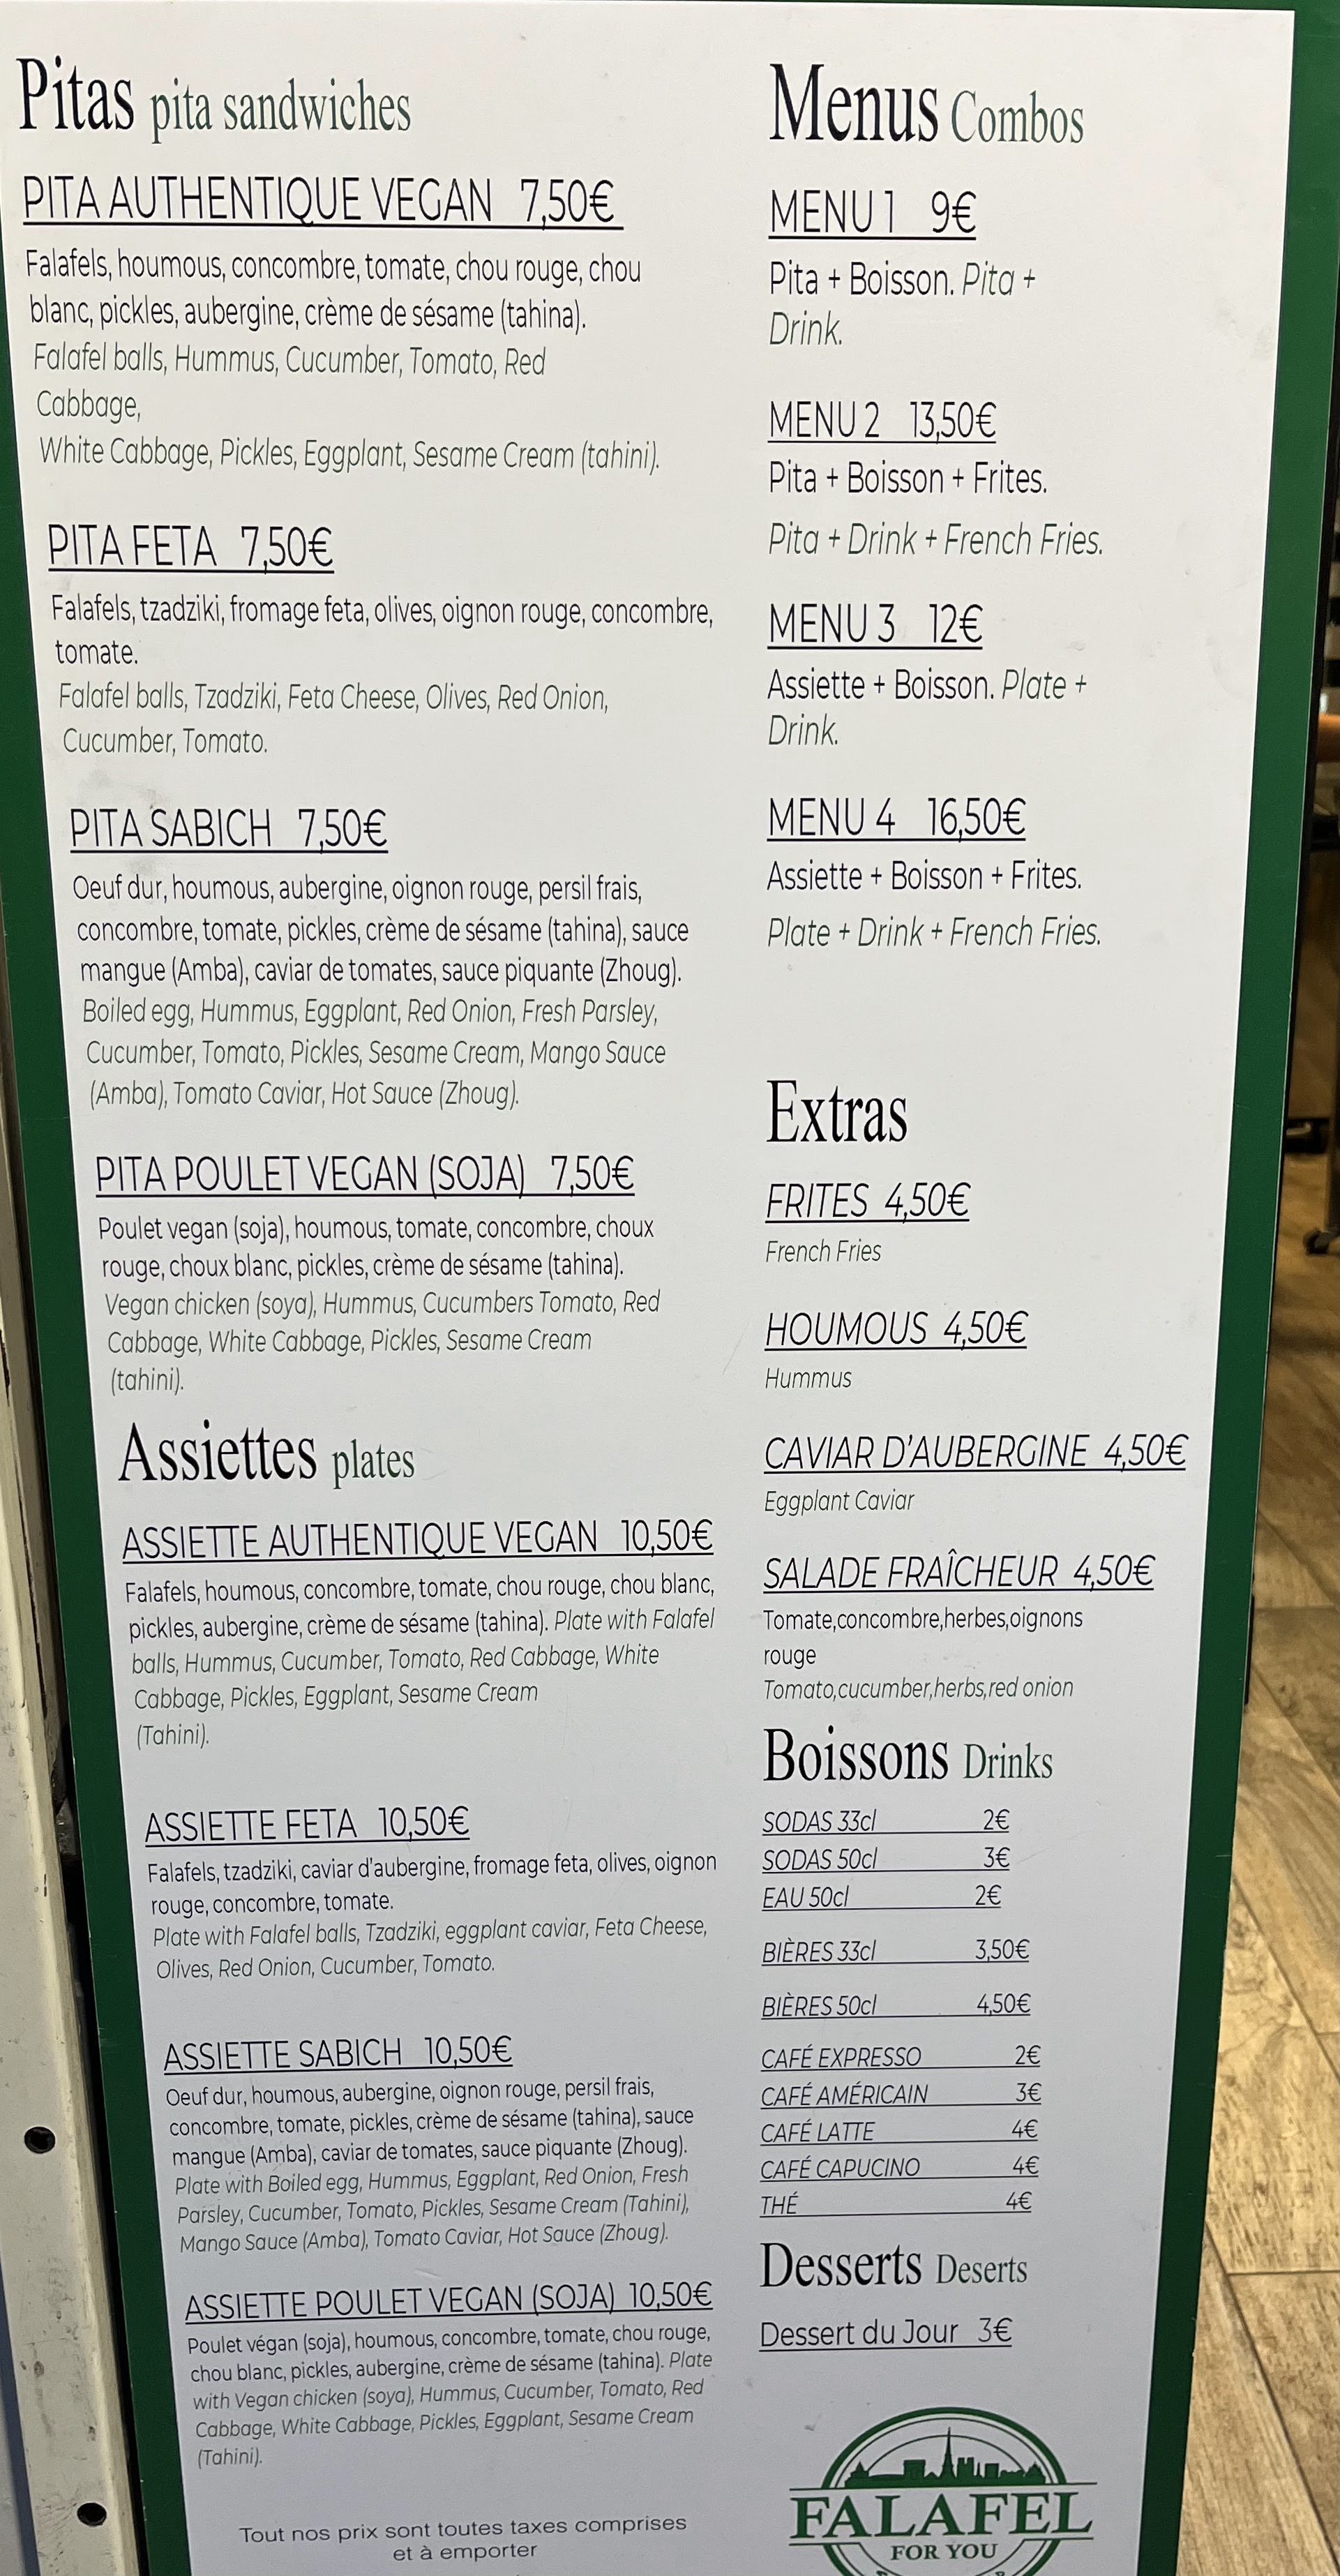 Pitas pita sandwiches
PITA AUTHENTIQUE VEGAN 7,50€
Falafels, houmous, concombre, tomate, chou rouge, chou
blanc, pickles, aubergine, crème de sésame (tahina).
Falafel balls, Hummus, Cucumber, Tomato, Red
Cabbage,
White Cabbage, Pickles, Eggplant, Sesame Cream (tahini).
PITA FETA 7,50€
Falafels, tzadziki, fromage feta, olives, oignon rouge, concombre,
tomate.
Falafel balls, Tzadziki, Feta Cheese, Olives, Red Onion,
Cucumber, Tomato.
PITA SABICH 7,50€
Oeuf dur, houmous, aubergine, oignon rouge, persil frais,
concombre, tomate, pickles, crème de sésame (tahina), sauce
mangue (Amba), caviar de tomates, sauce piquante (Zhoug).
Boiled egg, Hummus, Eggplant, Red Onion, Fresh Parsley,
Cucumber, Tomato, Pickles, Sesame Cream, Mango Sauce
(Amba), Tomato Caviar, Hot Sauce (Zhoug).
PITA POULET VEGAN (SOJA) 7,50€
Poulet vegan (soja), houmous, tomate, concombre, choux
rouge, choux blanc, pickles, crème de sésame (tahina).
Vegan chicken (soya), Hummus, Cucumbers Tomato, Red
Cabbage, White Cabbage, Pickles, Sesame Cream
(tahini).
Assiettes plates
ASSIETTE AUTHENTIQUE VEGAN 10,50€
Falafels, houmous, concombre, tomate, chou rouge, chou blanc,
pickles, aubergine, crème de sésame (tahina). Plate with Falafel
balls, Hummus, Cucumber, Tomato, Red Cabbage, White
Cabbage, Pickles, Eggplant, Sesame Cream
(Tahini).
ASSIETTE FETA 10,50€
Falafels, tzadziki, caviar d'aubergine, fromage feta, olives, oignon
rouge, concombre, tomate.
Plate with Falafel balls, Tzadziki, eggplant caviar, Feta Cheese,
Olives, Red Onion, Cucumber, Tomato.
ASSIETTE SABICH 10,50€
Oeuf dur, houmous, aubergine, oignon rouge, persil frais,
concombre, tomate, pickles, crème de sésame (tahina), sauce
mangue (Amba), caviar de tomates, sauce piquante (Zhoug).
Plate with Boiled egg, Hummus, Eggplant, Red Onion, Fresh
Parsley, Cucumber, Tomato, Pickles, Sesame Cream (Tahini),
Mango Sauce (Amba), Tomato Caviar, Hot Sauce (Zhoug).
ASSIETTE POULET VEGAN (SOJA) 10,50€
Poulet végan (soja), houmous, concombre, tomate, chou rouge,
chou blanc, pickles, aubergine, crème de sésame (tahina). Plate
with Vegan chicken (soya), Hummus, Cucumber, Tomato, Red
Cabbage, White Cabbage, Pickles, Eggplant, Sesame Cream
(Tahini).
Tout nos prix sont toutes taxes comprises
et à emporter
Menus Combos
MENU 1 9€
Pita + Boisson. Pita +
Drink.
MENU 2 13,50€
Pita + Boisson + Frites.
Pita + Drink + French Fries.
MENU 3 12€
Assiette + Boisson. Plate +
Drink.
MENU 4 16,50€
Assiette + Boisson + Frites.
Plate + Drink + French Fries.
Extras
FRITES 4,50€
French Fries
HOUMOUS 4,50€
Hummus
CAVIAR D'AUBERGINE 4,50€
Eggplant Caviar
SALADE FRAÎCHEUR 4,50€
Tomate,concombre,herbes,oignons
rouge
Tomato,cucumber,herbs,red onion
Boissons Drinks
SODAS 33cl 2€
SODAS 50cl 3€
EAU 50cl 2€
BIÈRES 33cl 3,50€
BIÈRES 50cl 4,50€
CAFÉ EXPRESSO 2€
CAFÉ AMÉRICAIN 3€
CAFÉ LATTE 4€
CAFÉ CAPUCINO 4€
THÉ 4€
Desserts Deserts
Dessert du Jour 3€
FALAFEL
FOR YOU